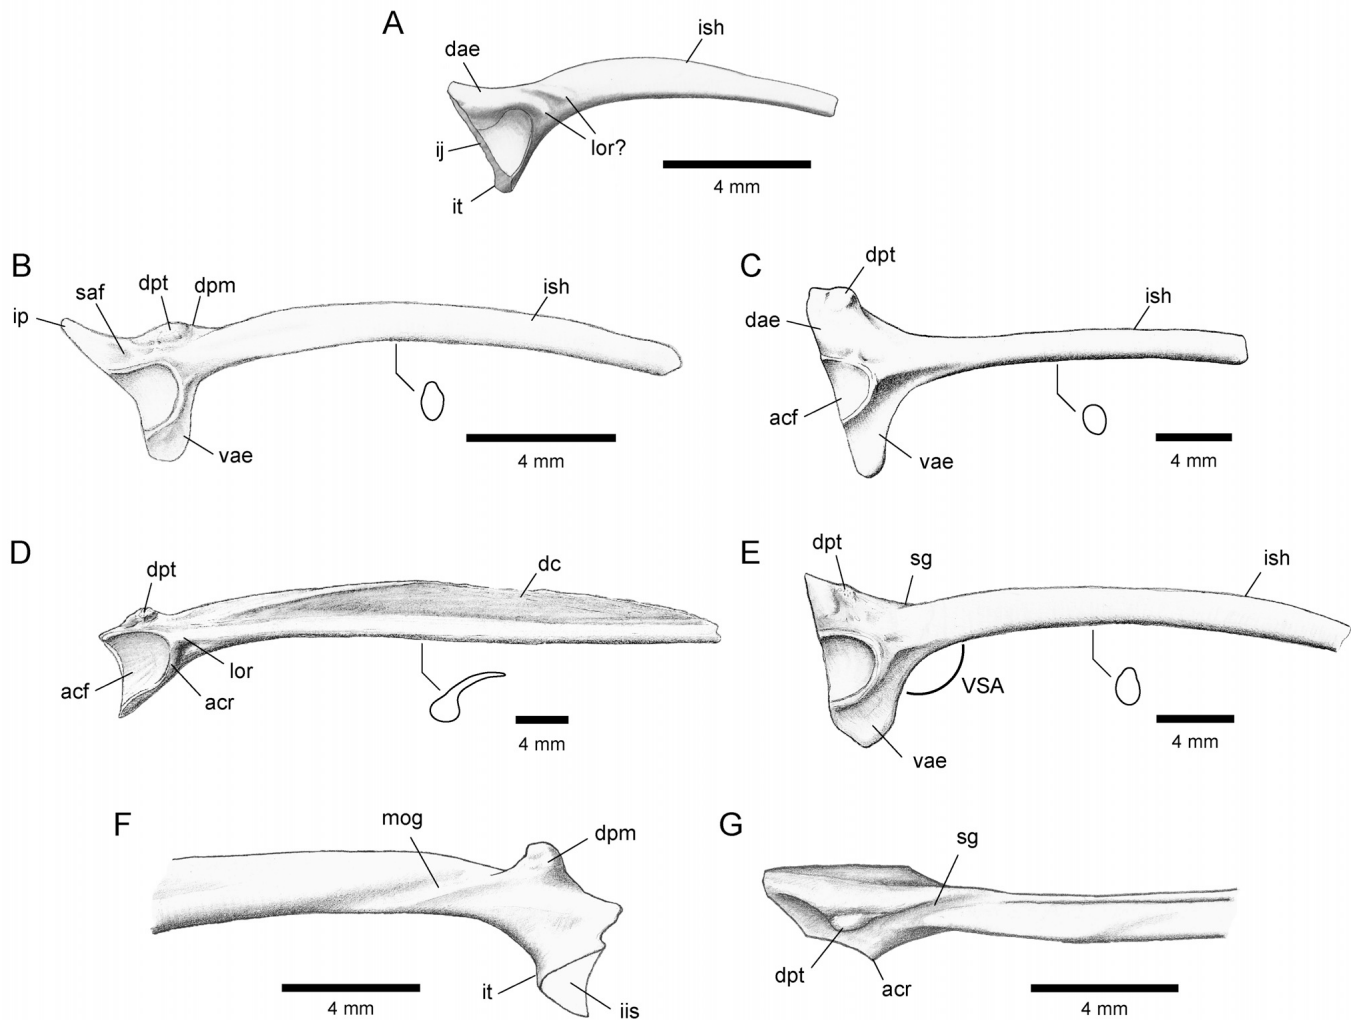 A
dae
ish
ij
lor?
it
4 mm
B
ip
saf
dpt
dpm
ish
vae
4 mm
C
dpt
dae
ish
acf
vae
4 mm
D
dpt
dc
acf
lor
acr
4 mm
E
dpt
sg
ish
VSA
vae
4 mm
F
mog
dpm
it
iis
4 mm
G
sg
dpt
acr
4 mm